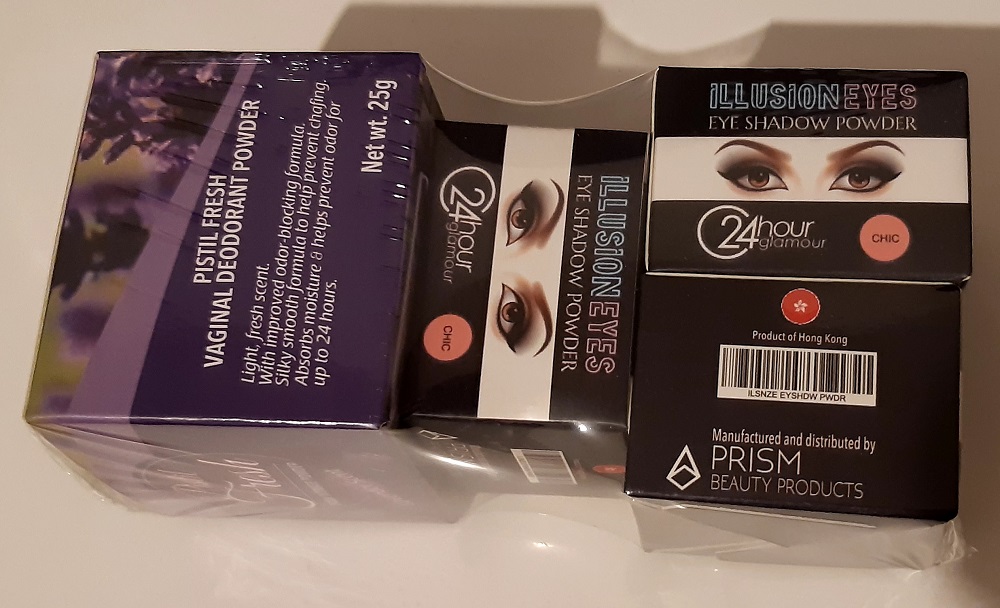 PISTIL FRESH
VAGINAL DEODORANT POWDER
Light, fresh scent.
With improved odor-blocking formula.
Silky smooth formula to help prevent chafing.
Absorbs moisture a helps prevent odor for
up to 24 hours.
Net wt. 25g
Fresh
ILLUSION EYES
EYE SHADOW POWDER
24hour
glamour
CHIC
ILLUSIONEYES
EYE SHADOW POWDER
24hour
glamour
CHIC
Product of Hong Kong
ILSNZE EYSHDW PWDR
Manufactured and distributed by
PRISM
BEAUTY PRODUCTS